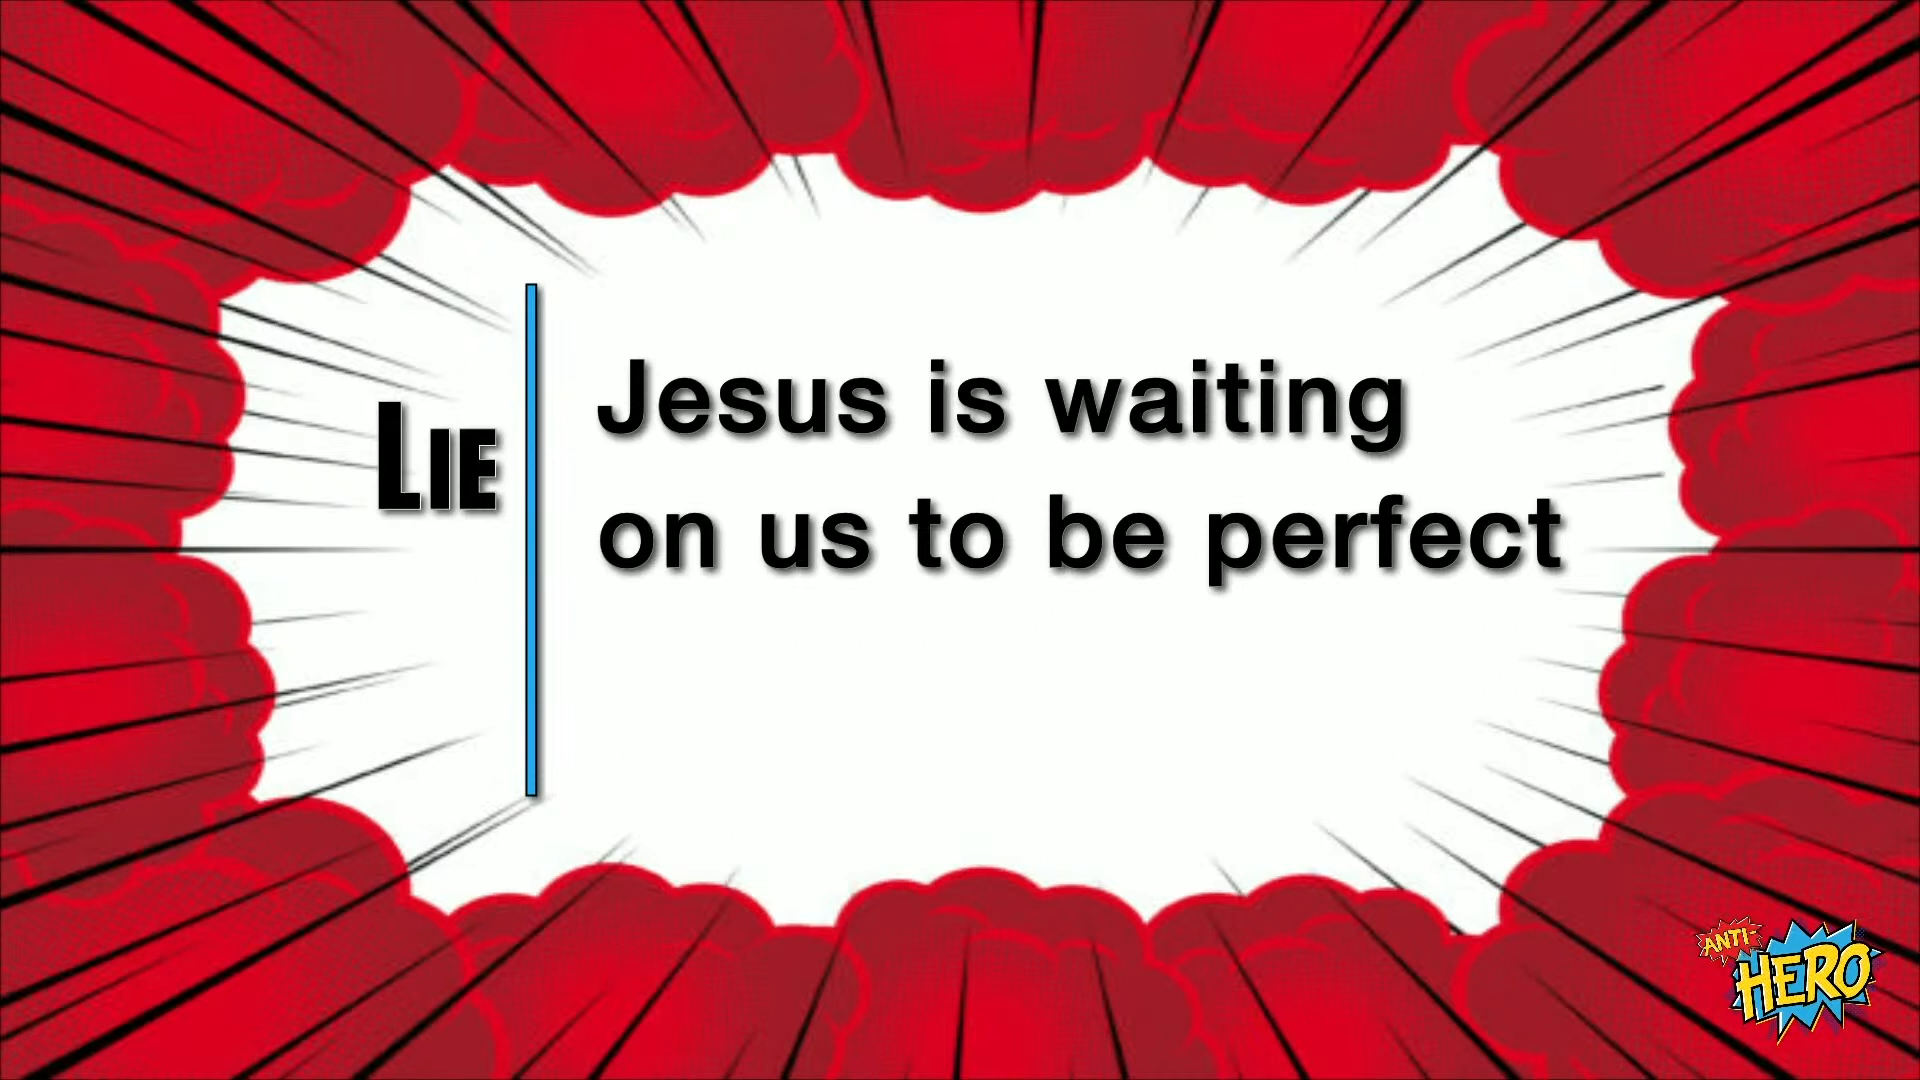 Lie
Jesus is waiting
on us to be perfect
ANTI-
HERO